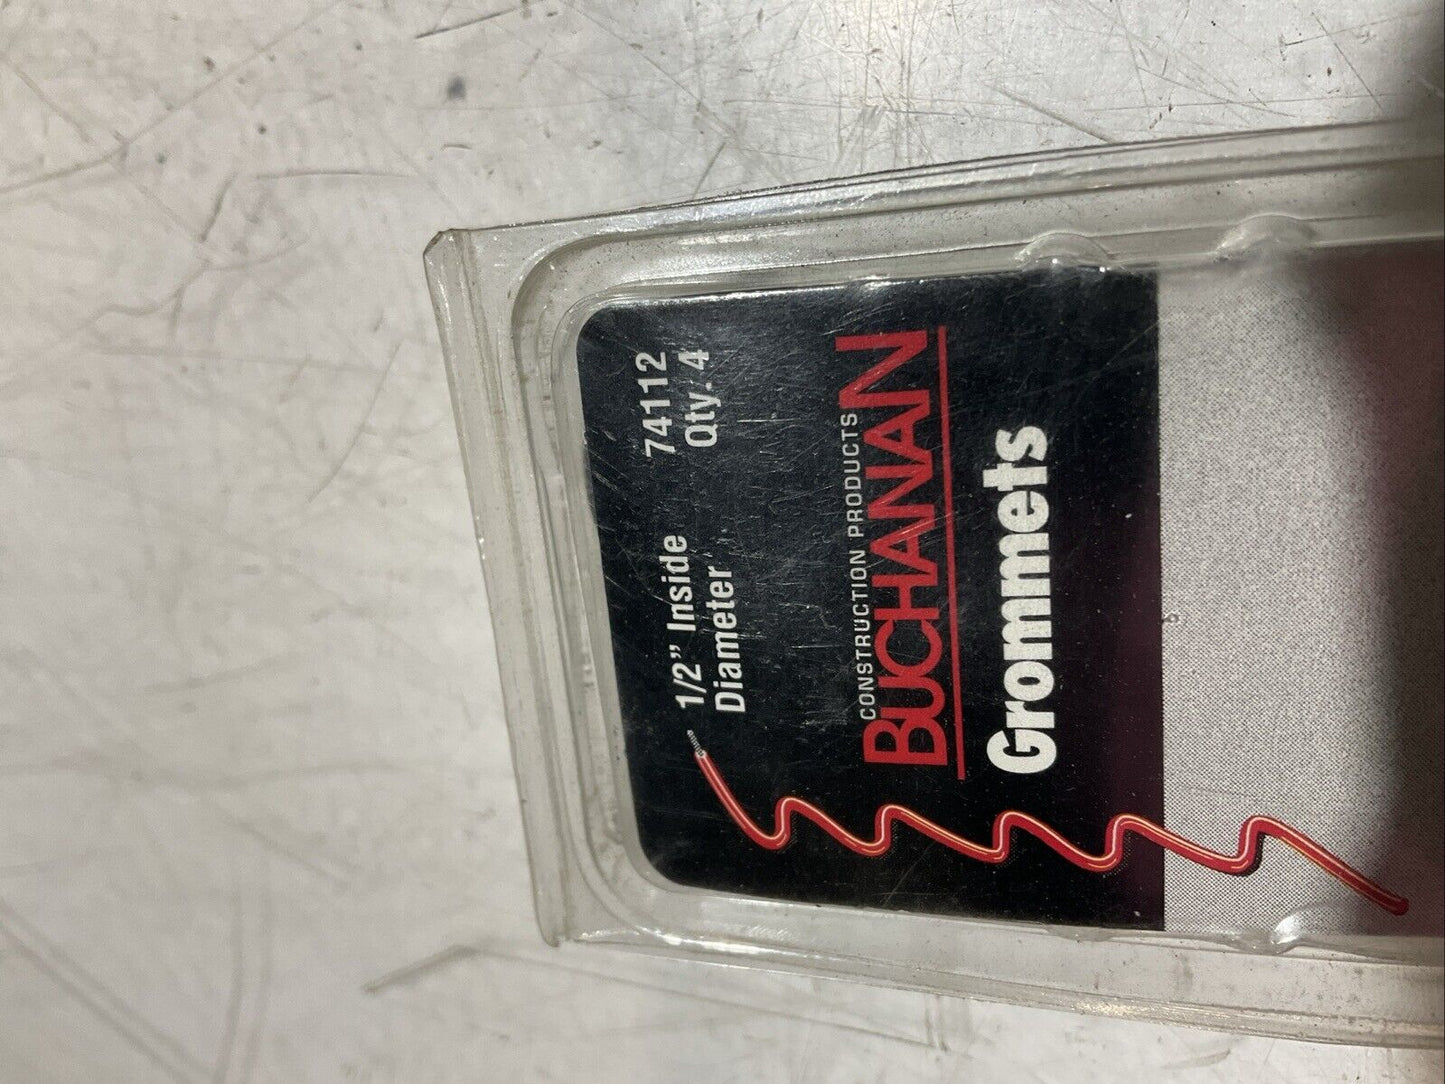 1/2” Inside
Diameter
74112
Qty. 4
CONSTRUCTION PRODUCTS
BUCHANAN
Grommets